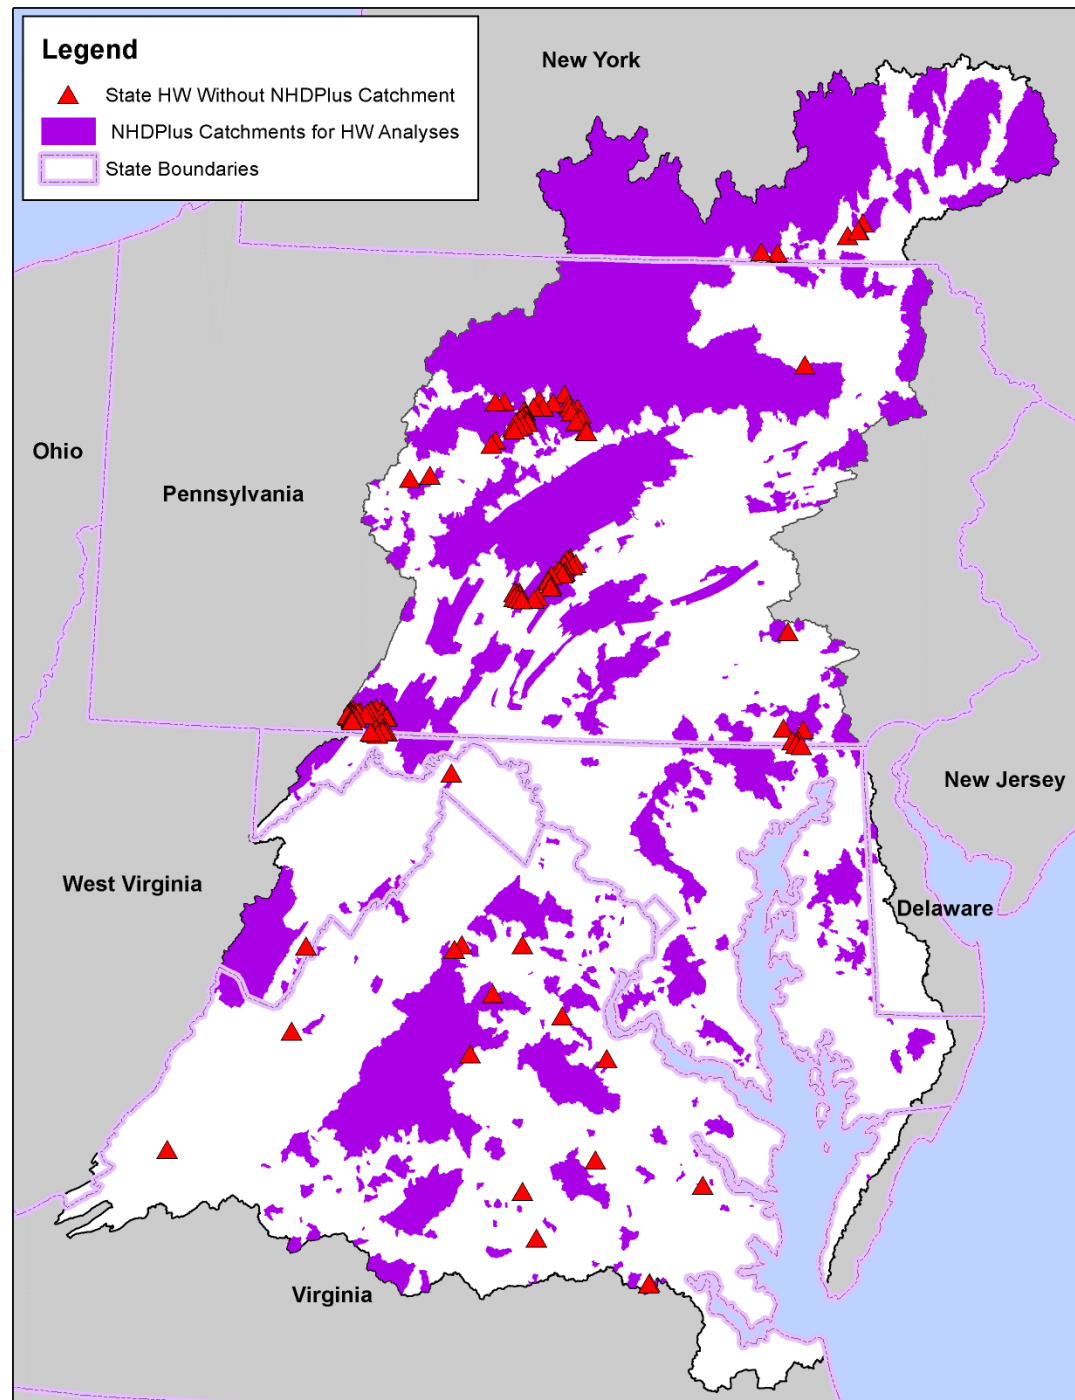 Legend
State HW Without NHDPlus Catchment
NHDPlus Catchments for HW Analyses
State Boundaries
New York
Ohio
Pennsylvania
New Jersey
West Virginia
Delaware
Virginia